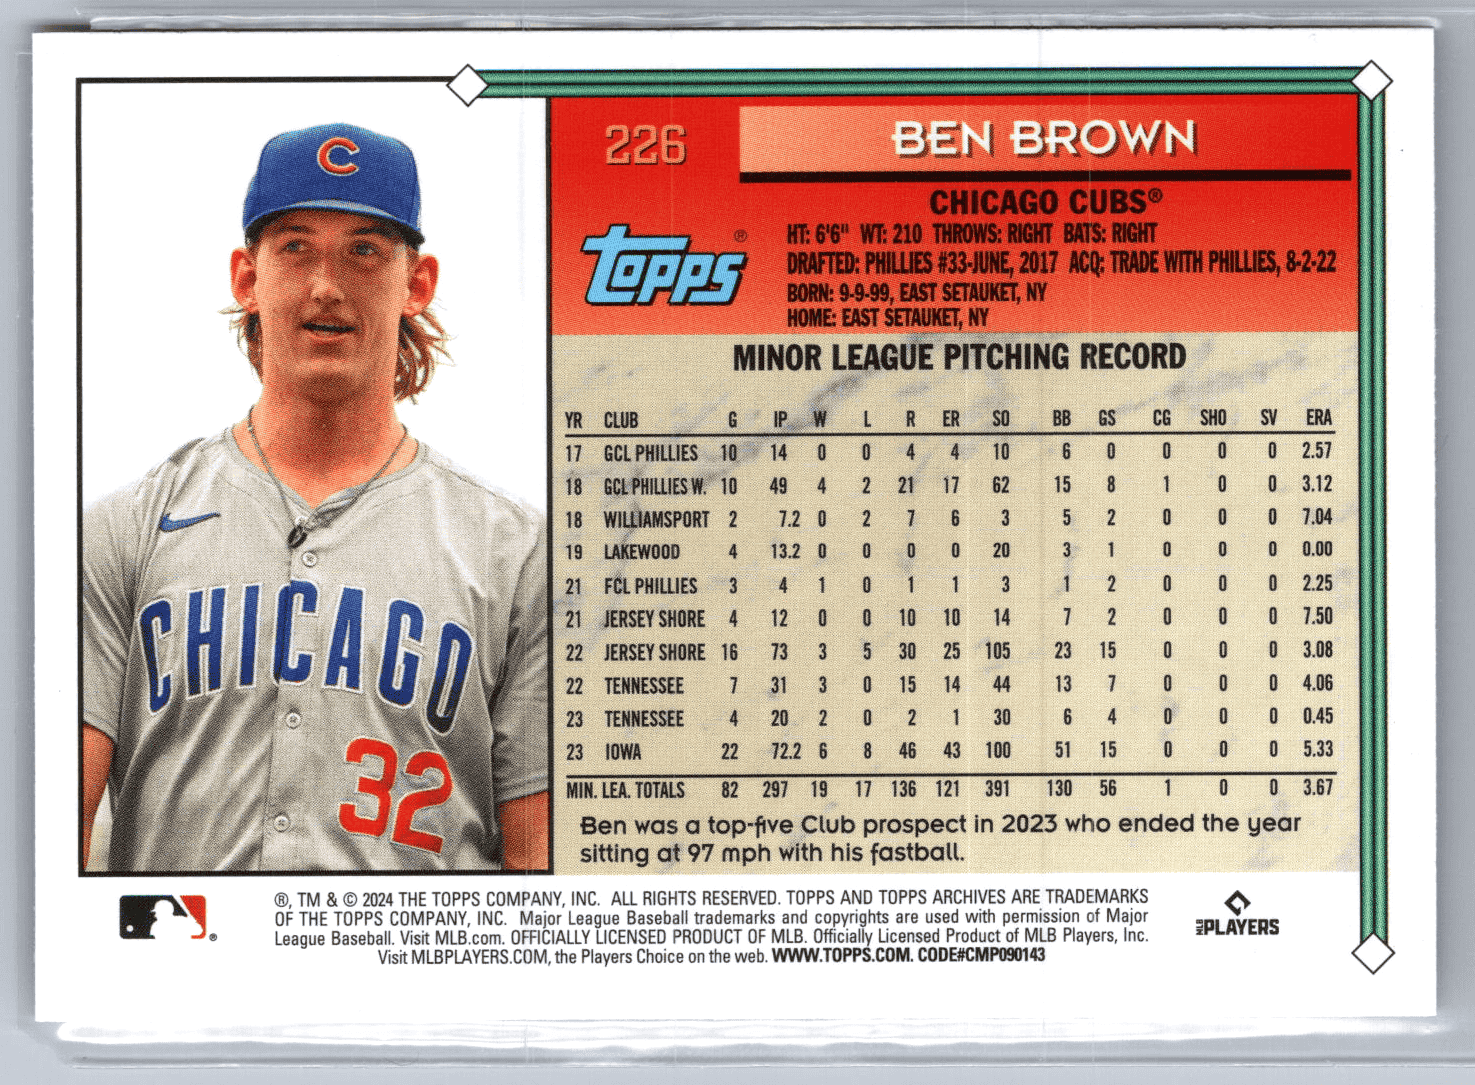 226
BEN BROWN
CHICAGO CUBS®
topps®
HT: 6'6" WT: 210 THROWS: RIGHT BATS: RIGHT
DRAFTED: PHILLIES #33-JUNE, 2017 ACQ: TRADE WITH PHILLIES, 8-2-22
BORN: 9-9-99, EAST SETAUKET, NY
HOME: EAST SETAUKET, NY
C
CHICAGO
32
MINOR LEAGUE PITCHING RECORD
YR CLUB G IP W L R ER SO BB GS CG SHO SV ERA
17 GCL PHILLIES 10 14 0 0 4 4 10 6 0 0 0 0 2.57
18 GCL PHILLIES W. 10 49 4 2 21 17 62 15 8 1 0 0 3.12
18 WILLIAMSPORT 2 7.2 0 2 7 6 3 5 2 0 0 0 7.04
19 LAKEWOOD 4 13.2 0 0 0 0 20 3 1 0 0 0 0.00
21 FCL PHILLIES 3 4 1 0 1 1 3 1 2 0 0 0 2.25
21 JERSEY SHORE 4 12 0 0 10 10 14 7 2 0 0 0 7.50
22 JERSEY SHORE 16 73 3 5 30 25 105 23 15 0 0 0 3.08
22 TENNESSEE 7 31 3 0 15 14 44 13 7 0 0 0 4.06
23 TENNESSEE 4 20 2 0 2 1 30 6 4 0 0 0 0.45
23 IOWA 22 72.2 6 8 46 43 100 51 15 0 0 0 5.33
MIN. LEA. TOTALS 82 297 19 17 136 121 391 130 56 1 0 0 3.67
Ben was a top-five Club prospect in 2023 who ended the year
sitting at 97 mph with his fastball.
®, TM & © 2024 THE TOPPS COMPANY, INC. ALL RIGHTS RESERVED. TOPPS AND TOPPS ARCHIVES ARE TRADEMARKS
OF THE TOPPS COMPANY, INC. Major League Baseball trademarks and copyrights are used with permission of Major
League Baseball. Visit MLB.com. OFFICIALLY LICENSED PRODUCT OF MLB. Officially Licensed Product of MLB Players, Inc.
Visit MLBPLAYERS.COM, the Players Choice on the web. WWW.TOPPS.COM. CODE#CMP090143
MLB PLAYERS